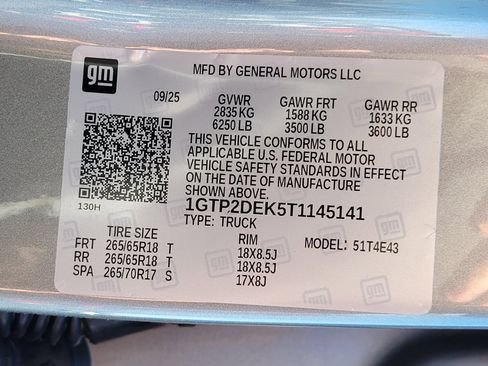 gm
MFD BY GENERAL MOTORS LLC
09/25 GVWR GAWR FRT GAWR RR
2835 KG 1588 KG 1633 KG
6250 LB 3500 LB 3600 LB
THIS VEHICLE CONFORMS TO ALL
APPLICABLE U.S. FEDERAL MOTOR
VEHICLE SAFETY STANDARDS IN EFFECT
ON THE DATE OF MANUFACTURE
SHOWN ABOVE.
130H 1GTP2DEK5T1145141
TYPE: TRUCK
TIRE SIZE RIM MODEL: 51T4E43
FRT 265/65R18 T 18X8.5J
RR 265/65R18 T 18X8.5J
SPA 265/70R17 S 17X8J